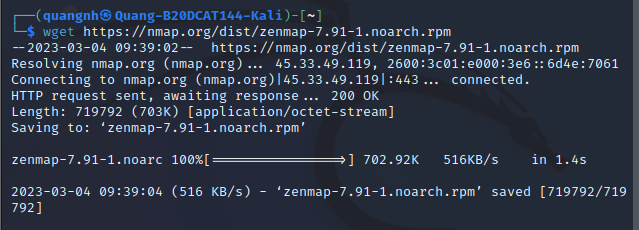 ┌──(quangnh㉿Quang-B20DCAT144-Kali)-[~]
└─$ wget https://nmap.org/dist/zenmap-7.91-1.noarch.rpm
--2023-03-04 09:39:02--  https://nmap.org/dist/zenmap-7.91-1.noarch.rpm
Resolving nmap.org (nmap.org)... 45.33.49.119, 2600:3c01:e000:3e6::6d4e:7061
Connecting to nmap.org (nmap.org)|45.33.49.119|:443... connected.
HTTP request sent, awaiting response... 200 OK
Length: 719792 (703K) [application/octet-stream]
Saving to: ‘zenmap-7.91-1.noarch.rpm’

zenmap-7.91-1.noarc 100%[===================>] 702.92K   516KB/s    in 1.4s

2023-03-04 09:39:04 (516 KB/s) - ‘zenmap-7.91-1.noarch.rpm’ saved [719792/719
792]